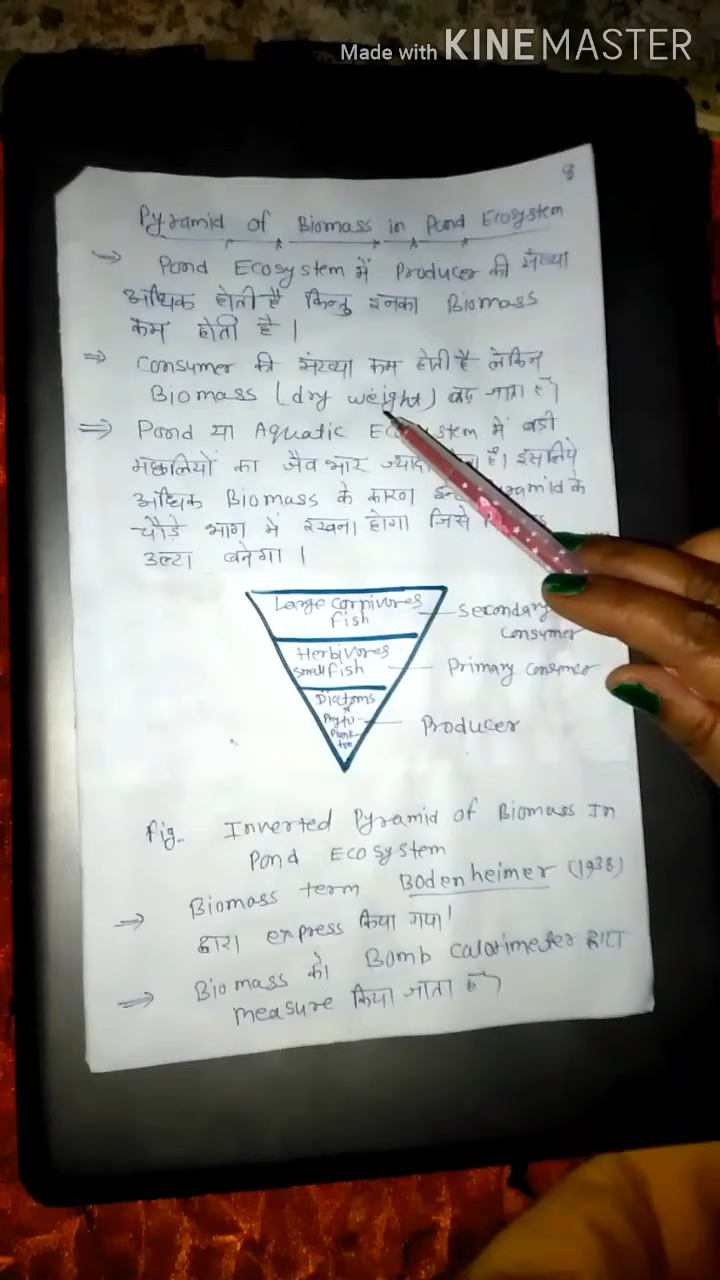 Made with KINEMASTER
8
Pyramid of Biomass in Pond Ecosystem
→ Pond Ecosystem में Producer की संख्या
अधिक होती है किन्तु इनका Biomass
कम होती है ।
⇒ Consumer की संख्या कम होती है लेकिन
Biomass (dry weight) बढ़ जाता है
⇒ Pond या Aquatic Ecosystem में बड़ी
मछलियों का जैव भार ज्यादा है। इसलिये
अधिक Biomass के कारण के
चौड़े भाग में रखना होगा जिसे
उल्टा बनेगा ।
Large carnivores
fish
Secondary
consumer
Herbivores
small fish
Primary consumer
Diatoms
Phyto-
Plank-
ton
Producer
fig. Inverted Pyramid of Biomass In
Pond Ecosystem
⇒ Biomass term Bodenheimer (1938)
द्वारा express किया गया।
⇒ Biomass को Bomb calorimeter द्वारा
measure किया जाता है